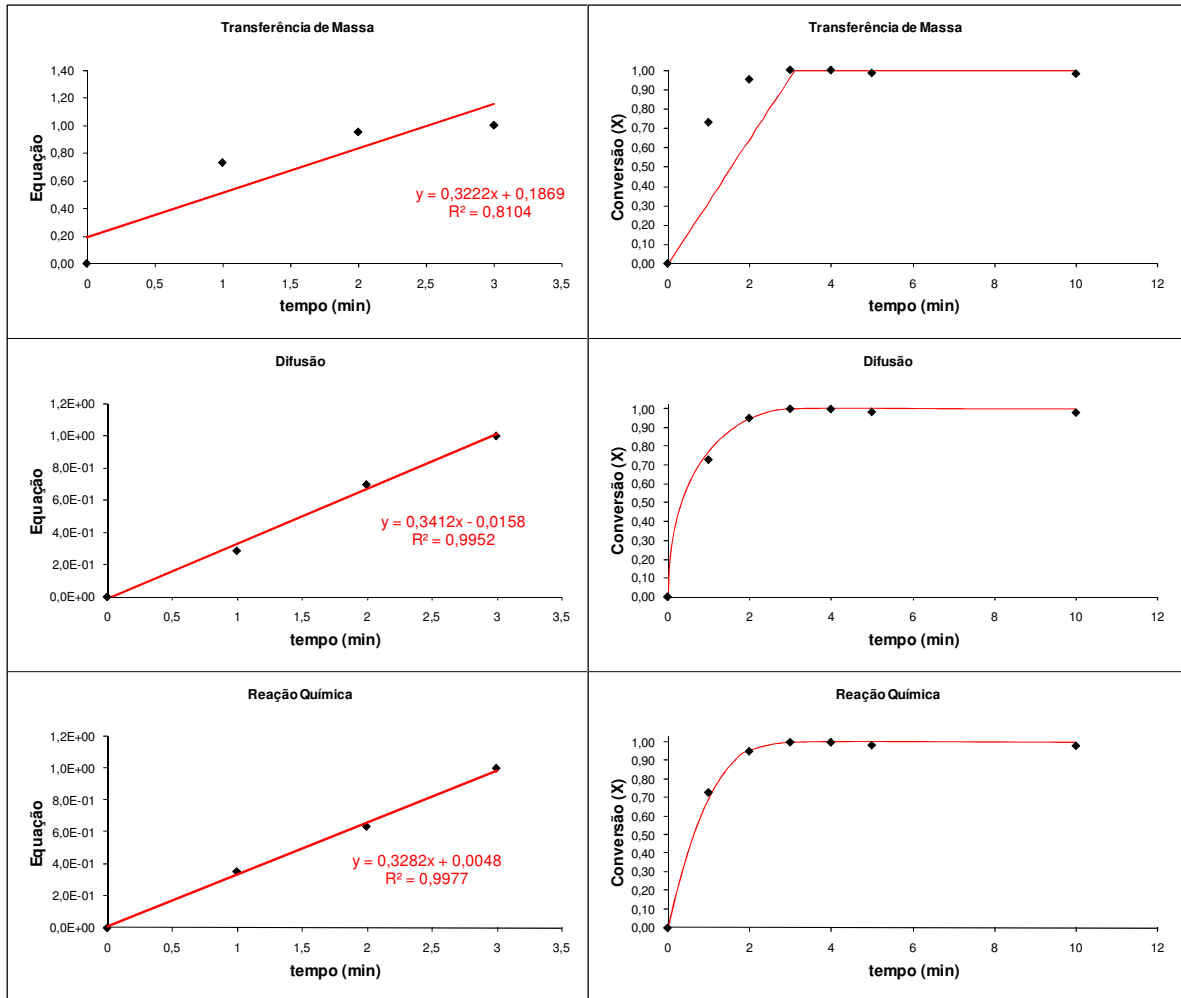 Transferência de Massa
1,40
1,20
1,00
0,80
0,60
0,40
0,20
0,00
Equação
0
0,5
1
1,5
2
2,5
3
3,5
tempo (min)
y = 0,3222x + 0,1869
R² = 0,8104
Transferência de Massa
1,00
0,90
0,80
0,70
0,60
0,50
0,40
0,30
0,20
0,10
0,00
Conversão (X)
0
2
4
6
8
10
12
tempo (min)
Difusão
1,2E+00
1,0E+00
8,0E-01
6,0E-01
4,0E-01
2,0E-01
0,0E+00
Equação
0
0,5
1
1,5
2
2,5
3
3,5
tempo (min)
y = 0,3412x - 0,0158
R² = 0,9952
Difusão
1,00
0,90
0,80
0,70
0,60
0,50
0,40
0,30
0,20
0,10
0,00
Conversão (X)
0
2
4
6
8
10
12
tempo (min)
Reação Química
1,2E+00
1,0E+00
8,0E-01
6,0E-01
4,0E-01
2,0E-01
0,0E+00
Equação
0
0,5
1
1,5
2
2,5
3
3,5
tempo (min)
y = 0,3282x + 0,0048
R² = 0,9977
Reação Química
1,00
0,90
0,80
0,70
0,60
0,50
0,40
0,30
0,20
0,10
0,00
Conversão (X)
0
2
4
6
8
10
12
tempo (min)